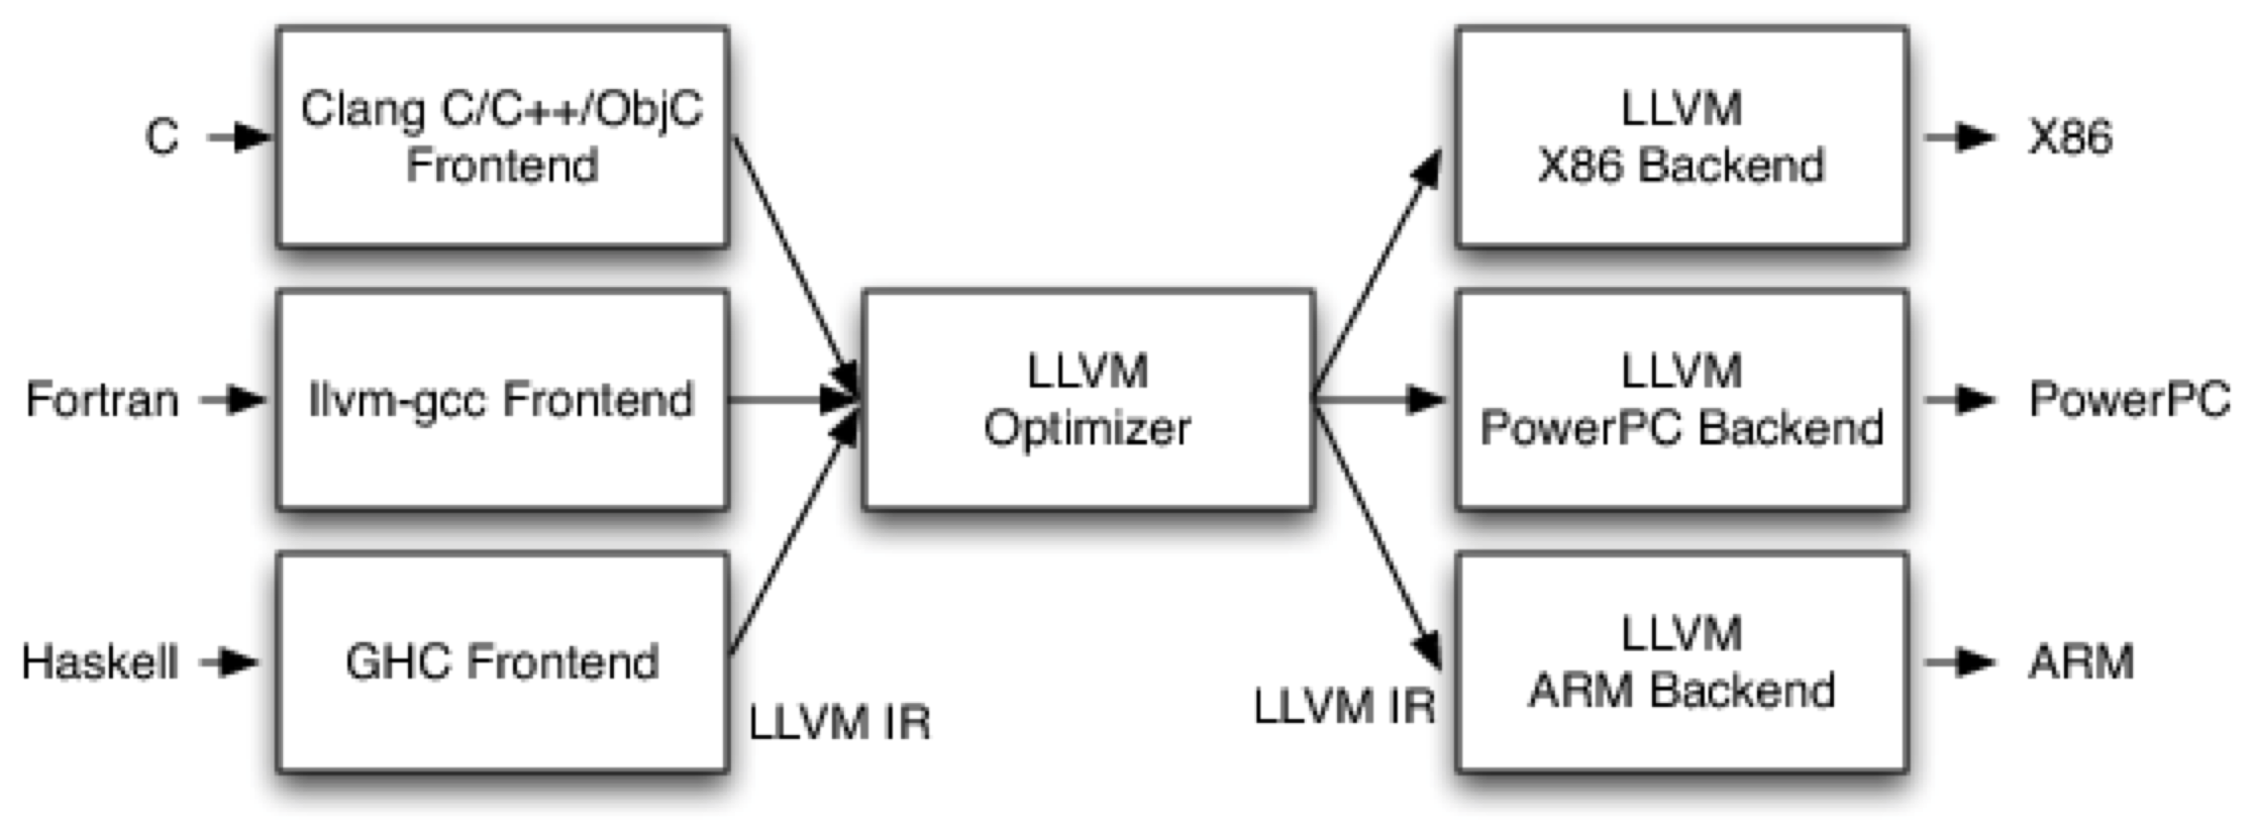 C
Clang C/C++/ObjC
Frontend
LLVM
X86 Backend
X86
Fortran
llvm-gcc Frontend
LLVM
Optimizer
LLVM
PowerPC Backend
PowerPC
Haskell
GHC Frontend
LLVM IR
LLVM IR
LLVM
ARM Backend
ARM